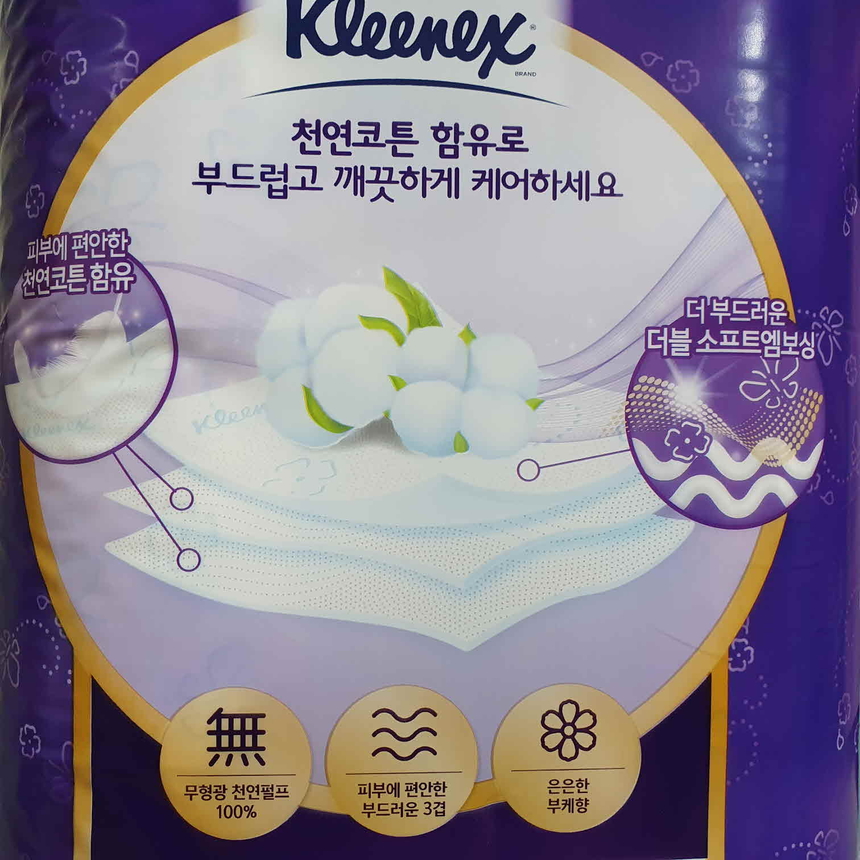 Kleenex®
BRAND
천연코튼 함유로
부드럽고 깨끗하게 케어하세요
피부에 편안한
천연코튼 함유
더 부드러운
더블 소프트엠보싱
Kleenex
Kleen
無
무형광 천연펄프
100%
피부에 편안한
부드러운 3겹
은은한
부케향